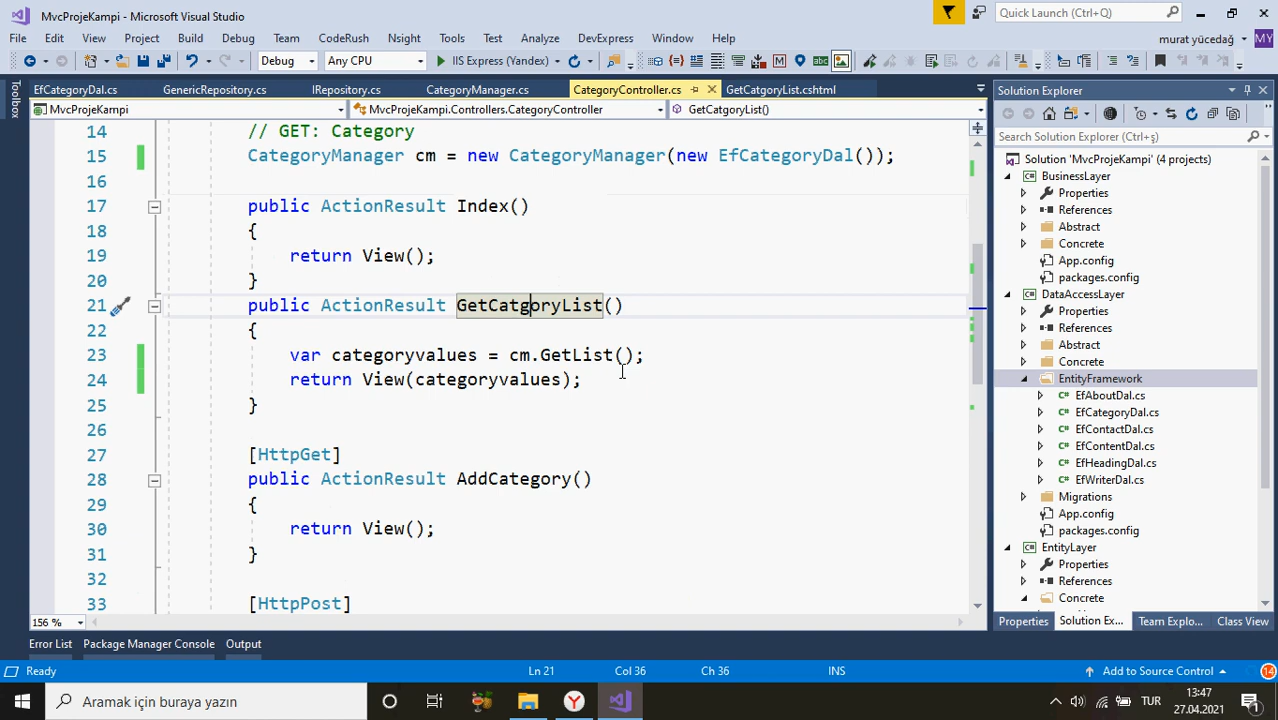 MvcProjeKampi - Microsoft Visual Studio
Quick Launch (Ctrl+Q)
File Edit View Project Build Debug Team CodeRush Nsight Tools Test Analyze DevExpress Window Help
murat yücedağ MY
Debug Any CPU IIS Express (Yandex)
EfCategoryDal.cs GenericRepository.cs IRepository.cs CategoryManager.cs CategoryController.cs GetCatgoryList.cshtml
MvcProjeKampi MvcProjeKampi.Controllers.CategoryController GetCatgoryList()
Toolbox
14 // GET: Category
15 CategoryManager cm = new CategoryManager(new EfCategoryDal());
16
17 public ActionResult Index()
18 {
19 return View();
20 }
21 public ActionResult GetCatgoryList()
22 {
23 var categoryvalues = cm.GetList();
24 return View(categoryvalues);
25 }
26
27 [HttpGet]
28 public ActionResult AddCategory()
29 {
30 return View();
31 }
32
33 [HttpPost]
156 %
Solution Explorer
Search Solution Explorer (Ctrl+ş)
Solution 'MvcProjeKampi' (4 projects)
BusinessLayer
Properties
References
Abstract
Concrete
App.config
packages.config
DataAccessLayer
Properties
References
Abstract
Concrete
EntityFramework
EfAboutDal.cs
EfCategoryDal.cs
EfContactDal.cs
EfContentDal.cs
EfHeadingDal.cs
EfWriterDal.cs
Migrations
App.config
packages.config
EntityLayer
Properties
References
Concrete
Properties Solution Ex... Team Explo... Class View
Error List Package Manager Console Output
Ready Ln 21 Col 36 Ch 36 INS Add to Source Control 14
Aramak için buraya yazın
TUR
13:47
27.04.2021
1